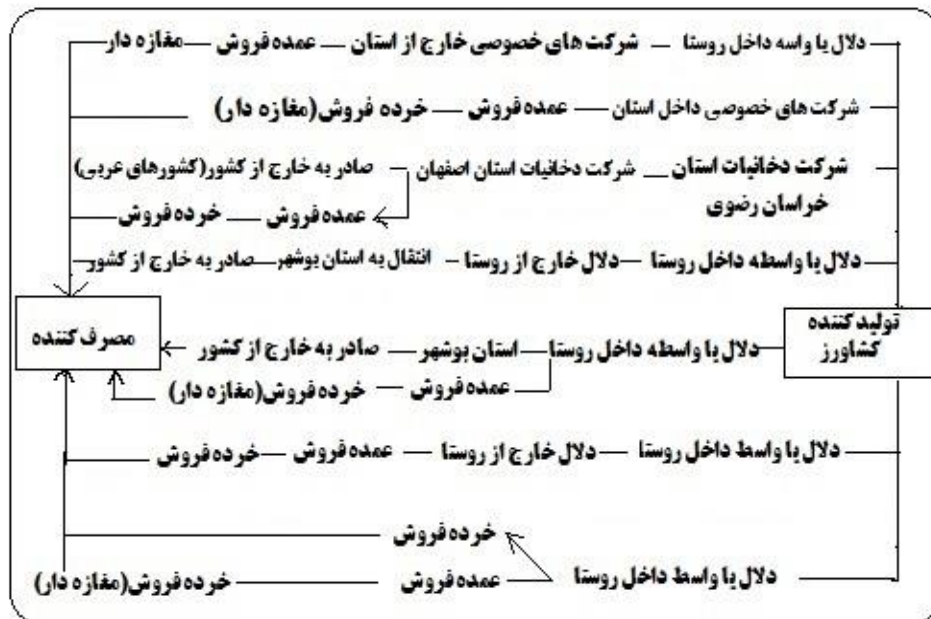 دلال یا واسه داخل روستا – شرکت های خصوصی خارج از استان – عمده فروش – مغازه دار
شرکت های خصوصی داخل استان – عمده فروش – خرده فروش(مغازه دار)
شرکت دخانیات استان – شرکت دخانیات استان اصفهان – صادر به خارج از کشور(کشورهای عربی)
خراسان رضوی
عمده فروش – خرده فروش
دلال یا واسطه داخل روستا – دلال خارج از روستا – انتقال به استان بوشهر – صادر به خارج از کشور
تولید کننده
کشاورز
مصرف کننده
دلال یا واسطه داخل روستا – استان بوشهر – صادر به خارج از کشور
عمده فروش – خرده فروش(مغازه دار)
دلال یا واسط داخل روستا – دلال خارج از روستا – عمده فروش – خرده فروش
خرده فروش
دلال یا واسط داخل روستا – عمده فروش – خرده فروش(مغازه دار)